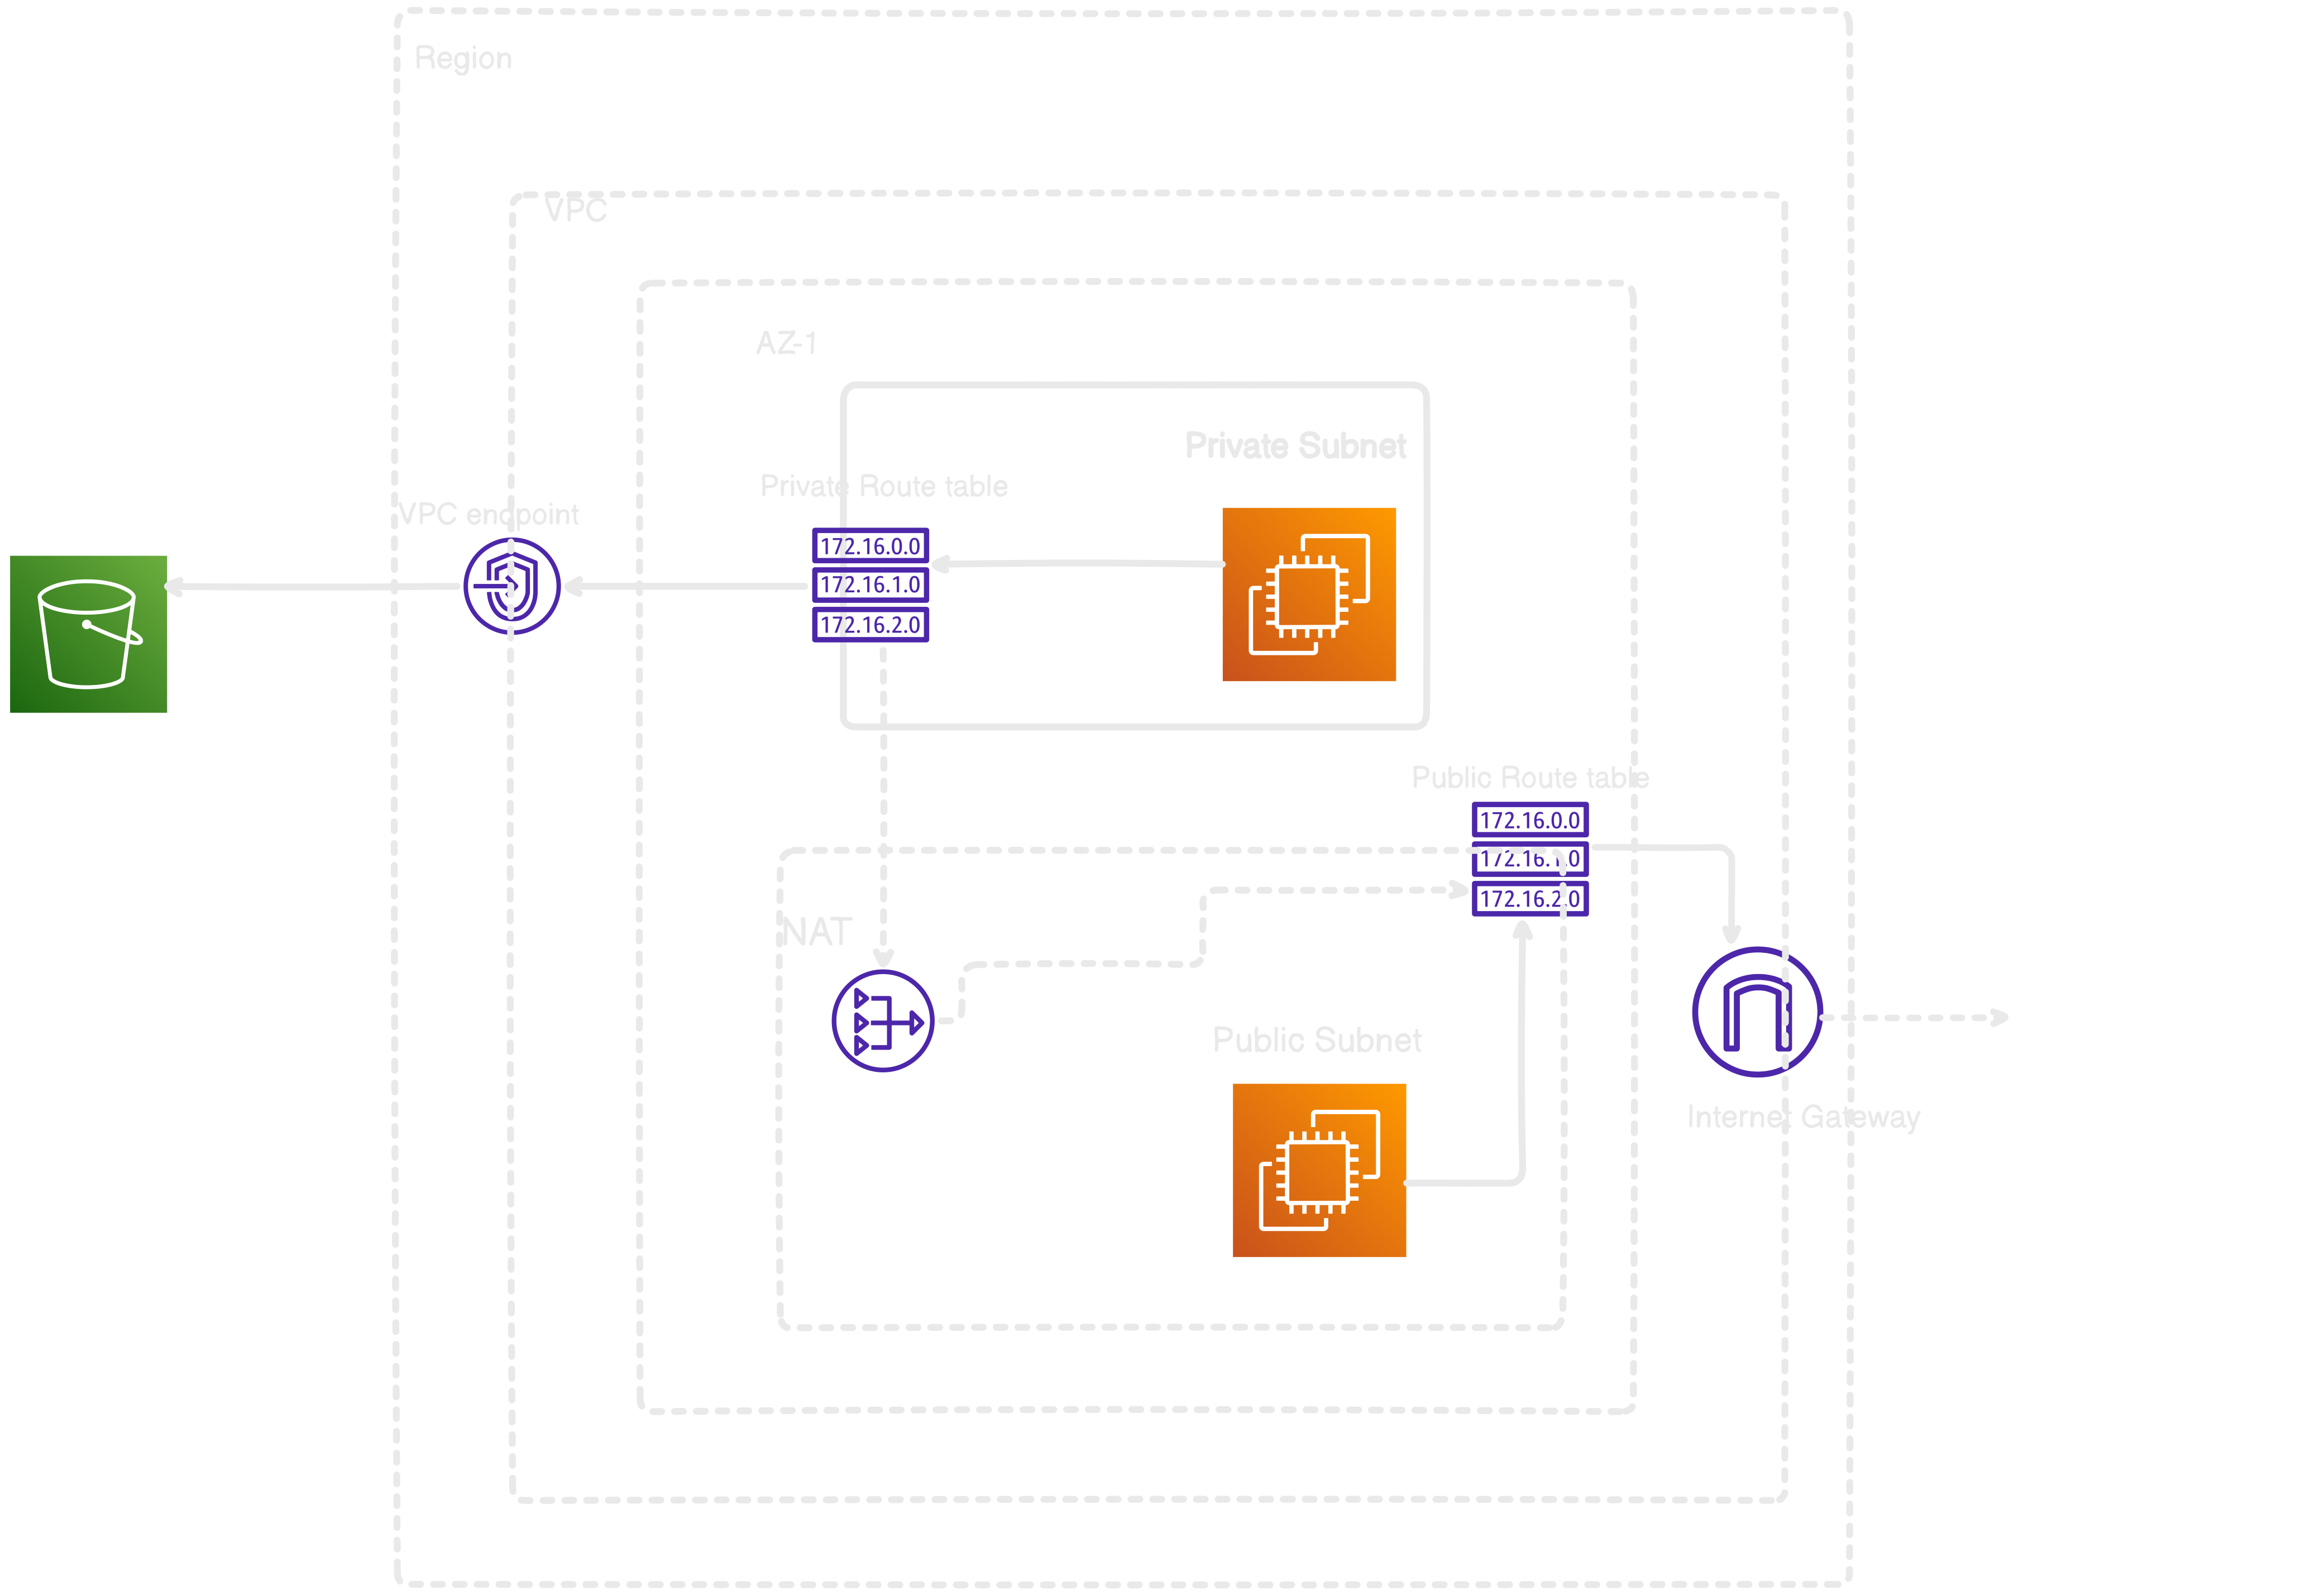 Region
VPC
AZ-1
Private Subnet
Private Route table
VPC endpoint
172.16.0.0
172.16.1.0
172.16.2.0
Public Route table
172.16.0.0
172.16.1.0
172.16.2.0
NAT
Public Subnet
Internet Gateway